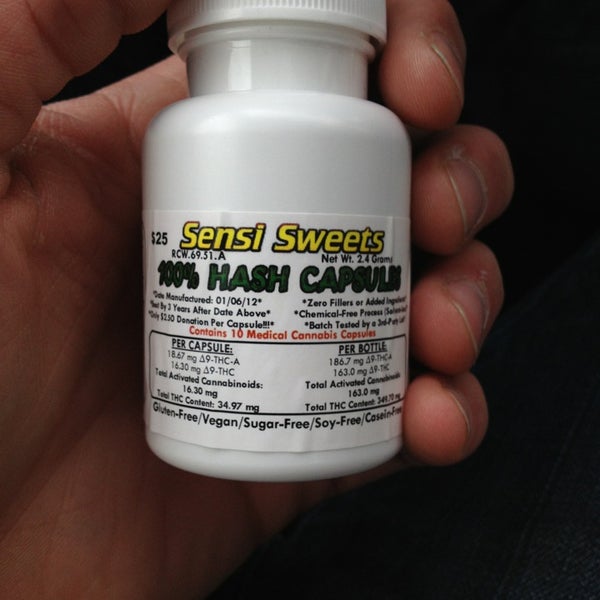 $25 Sensi Sweets
RCW.69.51.A Net Wt. 2.4 Grams
100% HASH CAPSULES
*Date Manufactured: 01/06/12* *Zero Fillers or Added
*Best By 3 Years After Date Above* *Chemical-Free Process
*Only $2.50 Donation Per Capsule!!!* *Batch Tested by a 3rd-Party
Contains 10 Medical Cannabis Capsules
PER CAPSULE: PER BOTTLE
18.67 mg Δ9-THC-A 186.7 mg Δ9-THC-A
16.30 mg Δ9-THC 163.0 mg Δ9-THC
Total Activated Cannabinoids: Total Activated Cannabinoids
16.30 mg 163.0 mg
Total THC Content: 34.97 mg Total THC Content: 349.70 mg
Gluten-Free/Vegan/Sugar-Free/Soy-Free/Casein-Free